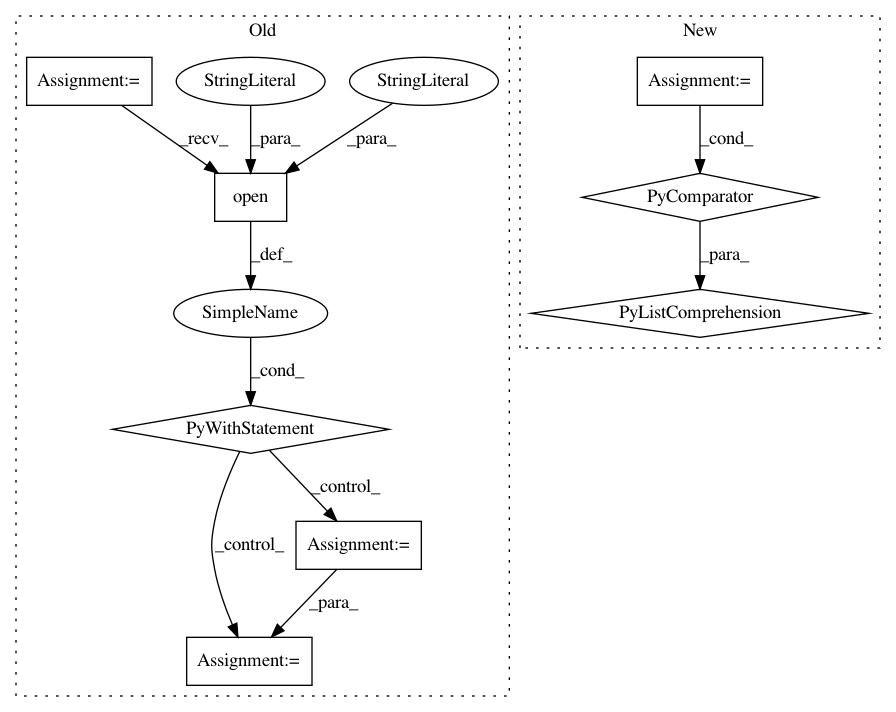 Old
New
Assignment:=
StringLiteral
StringLiteral
Assignment:=
_recv_
_para_
_para_
_cond_
open
PyComparator
_def_
_para_
SimpleName
PyListComprehension
_cond_
PyWithStatement
_control_
_control_
Assignment:=
_para_
Assignment:=